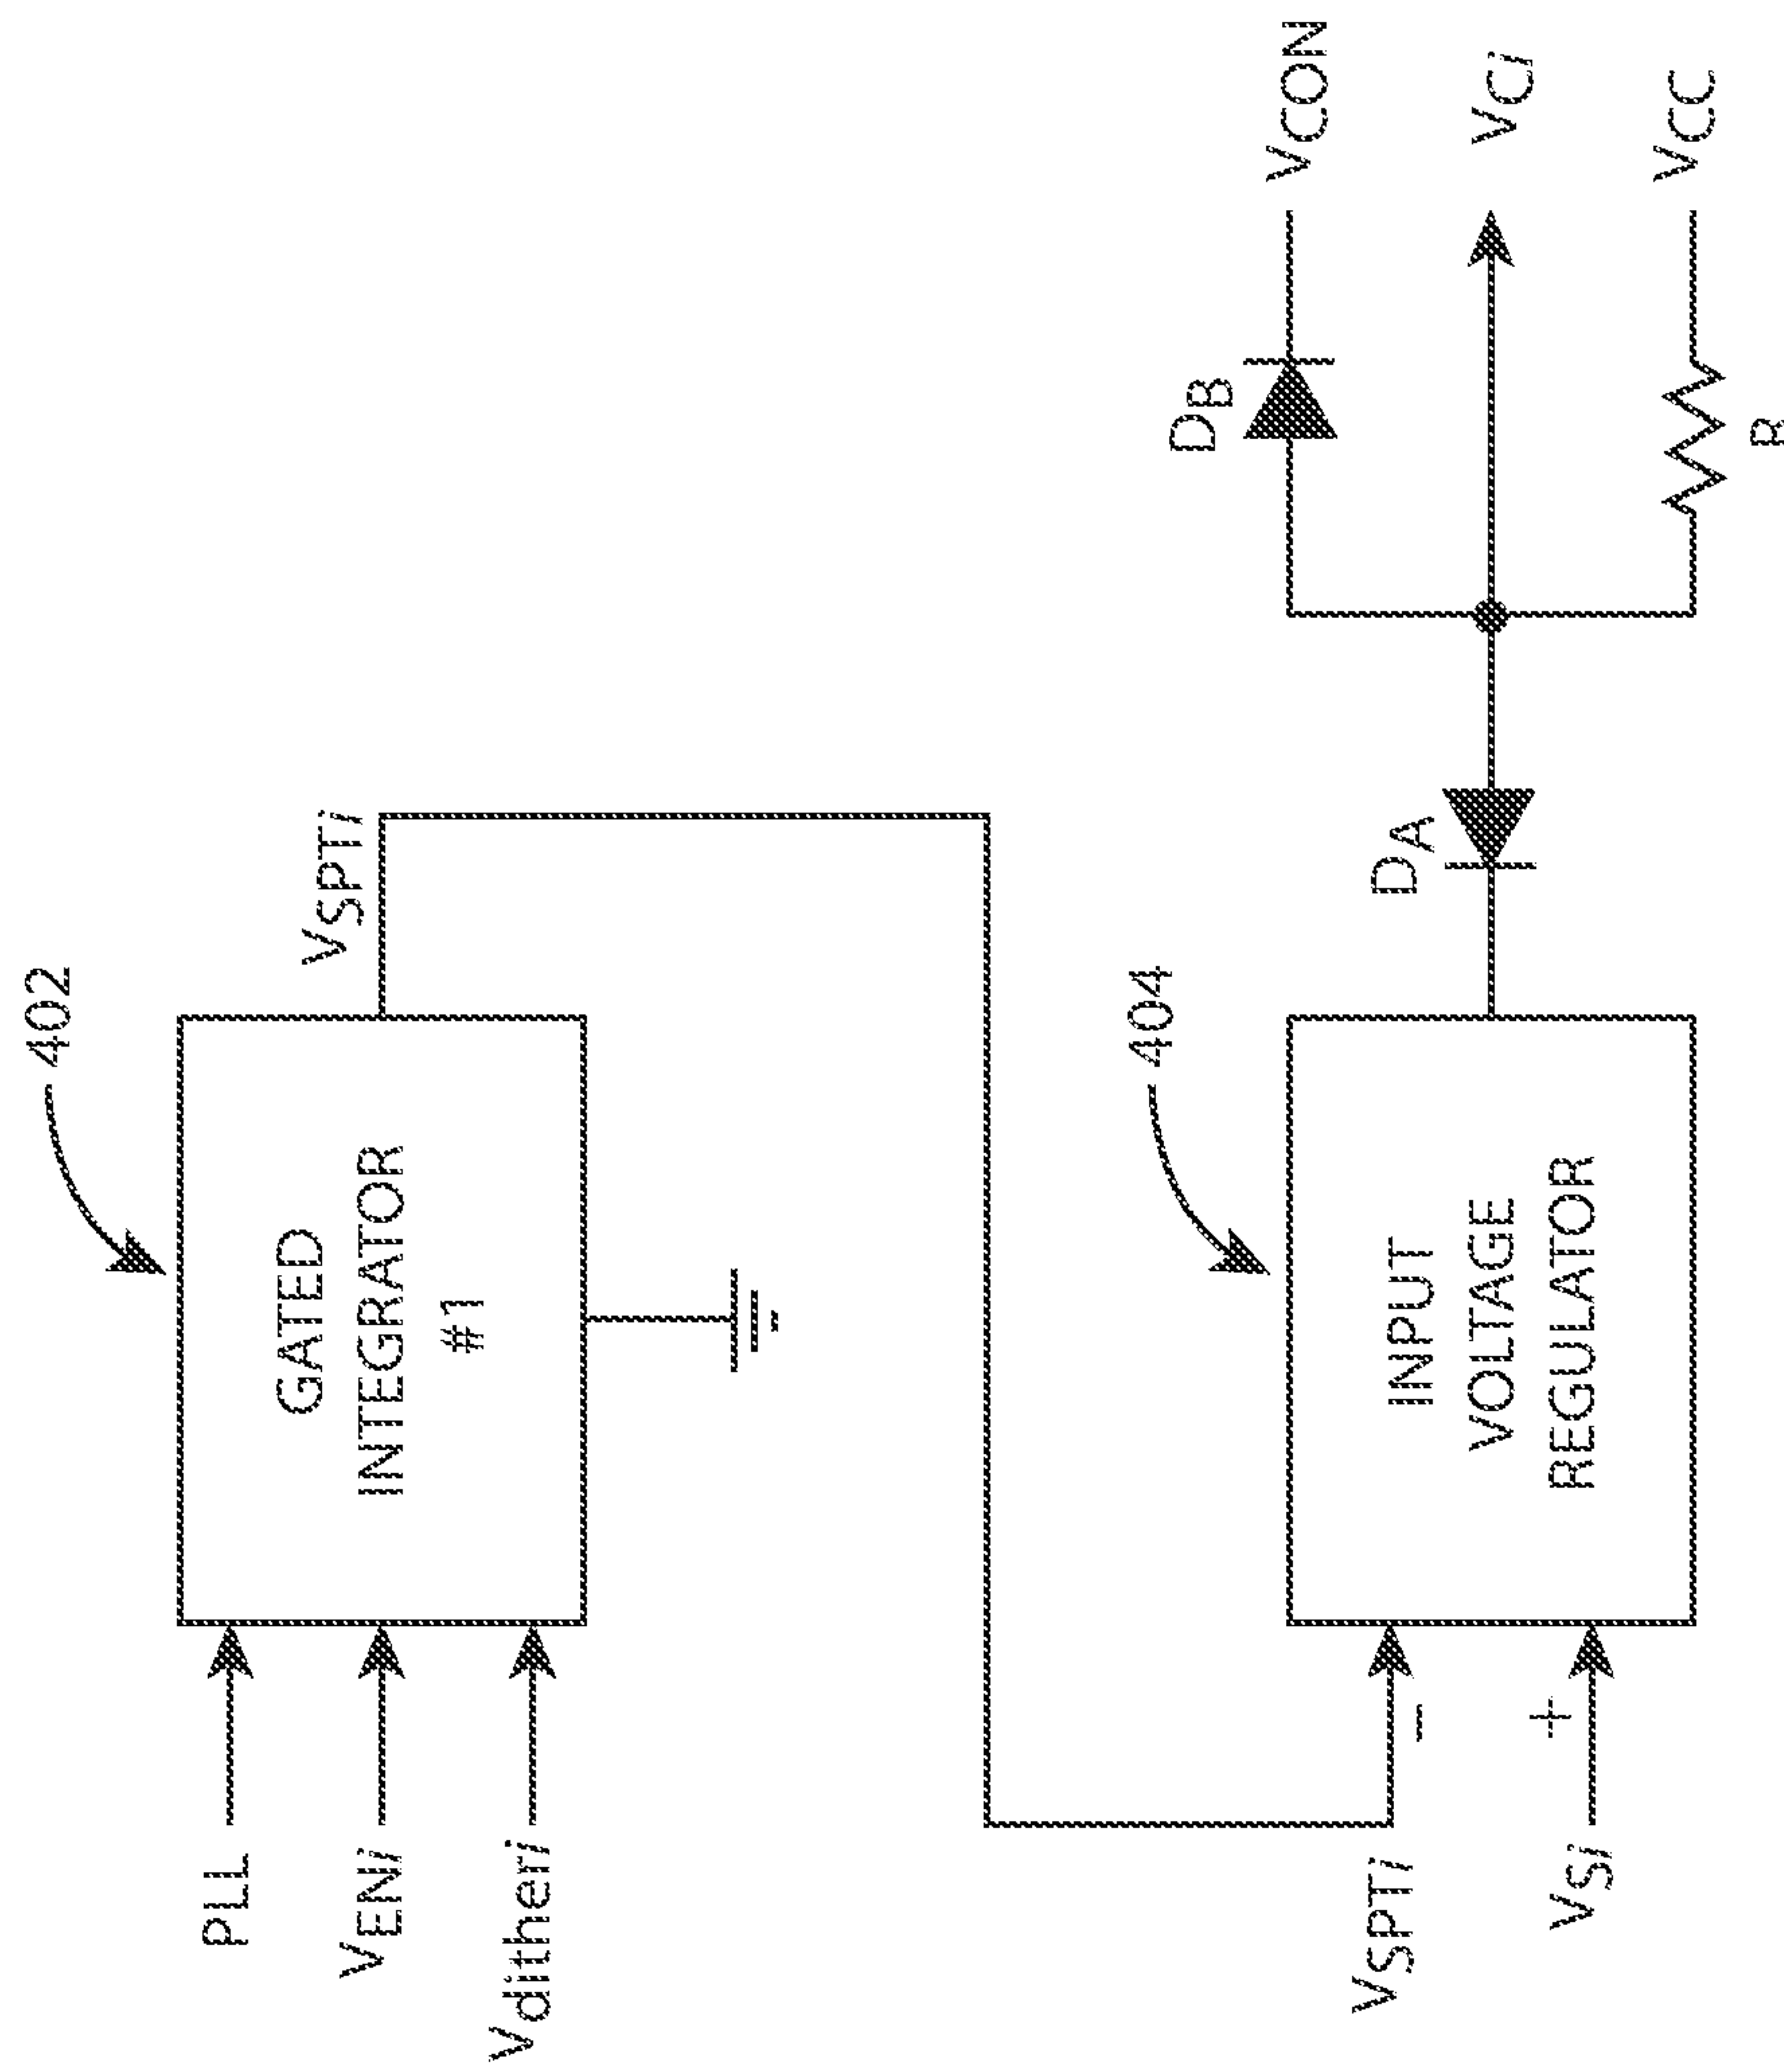 402
PLL
VENi
Vditheri
GATED
INTEGRATOR
#1
VSPTi
404
VSPTi
−
+
VSi
INPUT
VOLTAGE
REGULATOR
DA
DB
VCON
VCi
VCC
R